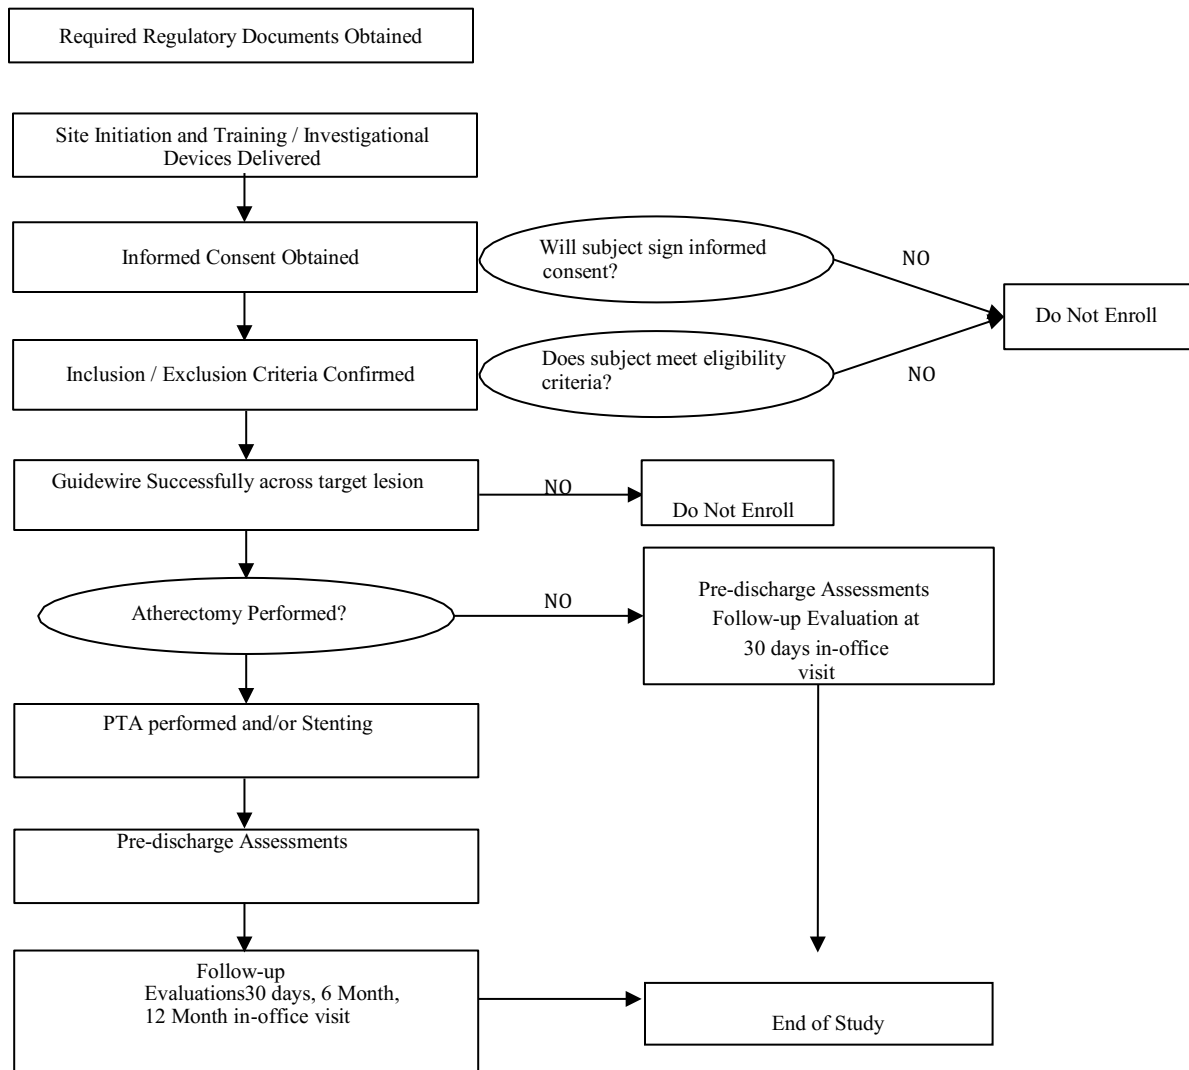 Required Regulatory Documents Obtained
Site Initiation and Training / Investigational
Devices Delivered
Informed Consent Obtained
Will subject sign informed
consent?
NO
Do Not Enroll
Inclusion / Exclusion Criteria Confirmed
Does subject meet eligibility
criteria?
NO
Guidewire Successfully across target lesion
NO
Do Not Enroll
Atherectomy Performed?
NO
Pre-discharge Assessments
Follow-up Evaluation at
30 days in-office
visit
PTA performed and/or Stenting
Pre-discharge Assessments
Follow-up
Evaluations30 days, 6 Month,
12 Month in-office visit
End of Study